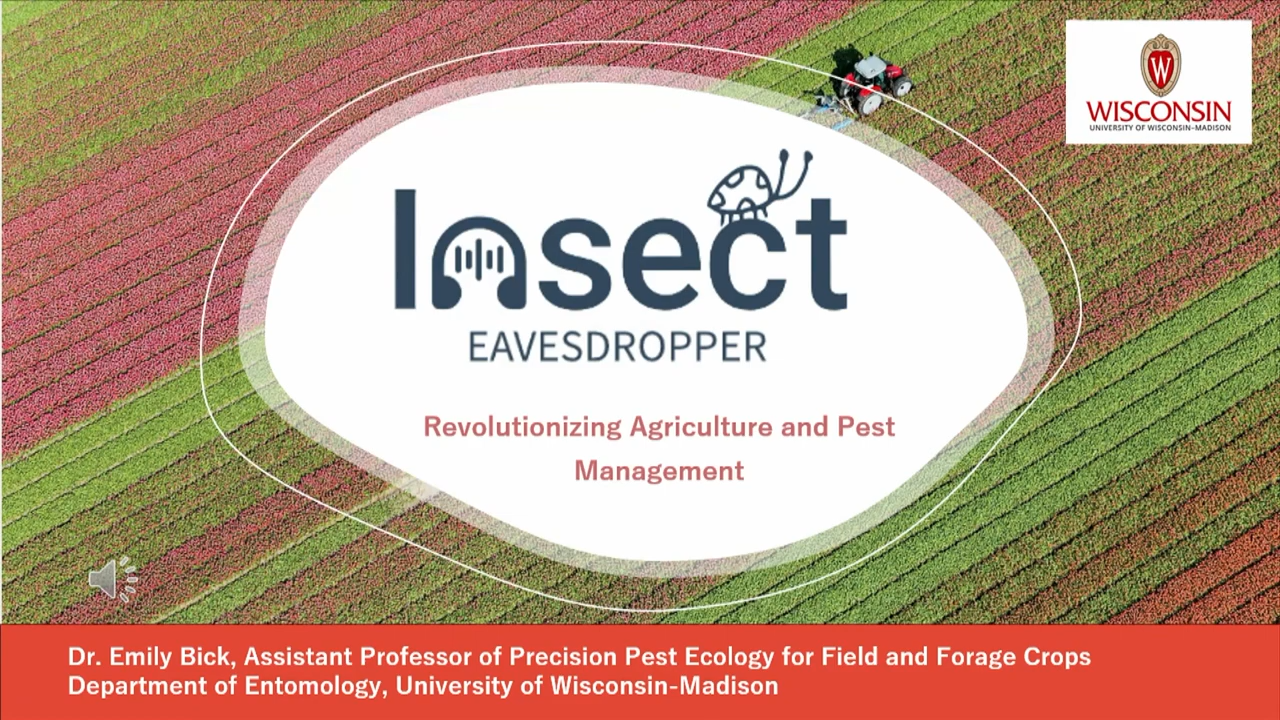 W
WISCONSIN
UNIVERSITY OF WISCONSIN-MADISON
Insect
EAVESDROPPER
Revolutionizing Agriculture and Pest
Management
Dr. Emily Bick, Assistant Professor of Precision Pest Ecology for Field and Forage Crops
Department of Entomology, University of Wisconsin-Madison